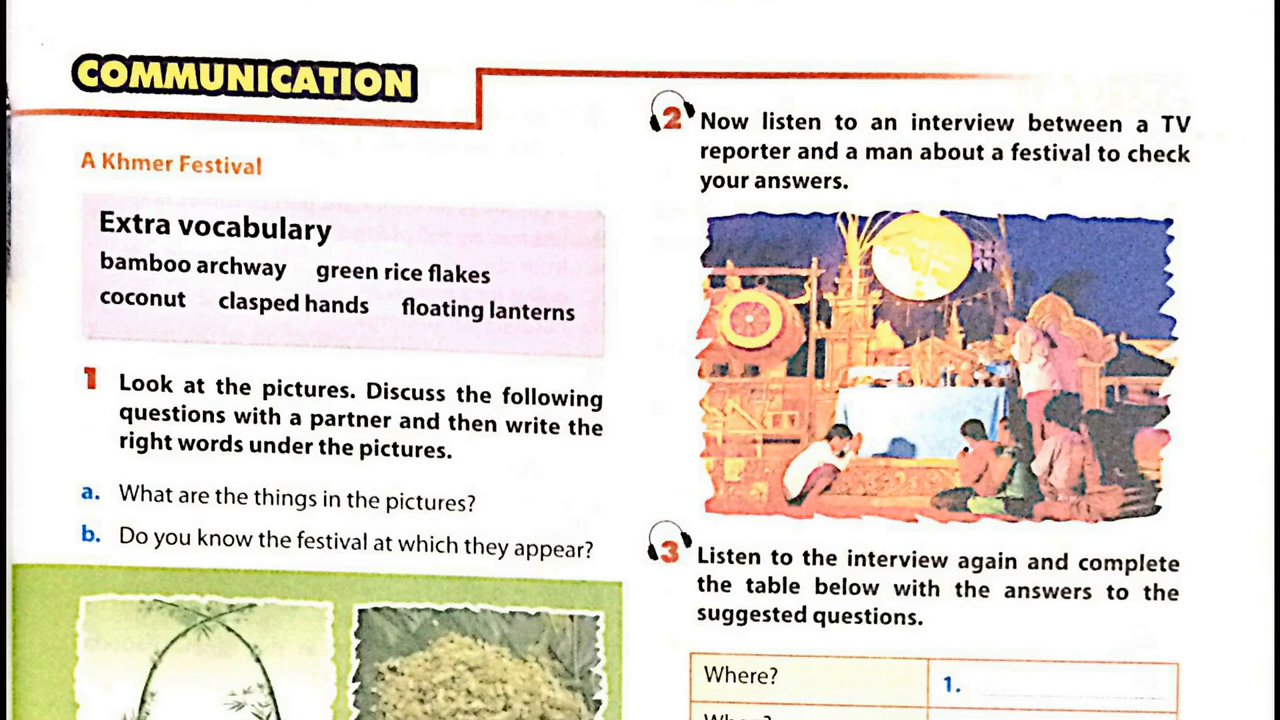 COMMUNICATION
A Khmer Festival
Extra vocabulary
bamboo archway green rice flakes
coconut clasped hands floating lanterns
1 Look at the pictures. Discuss the following
questions with a partner and then write the
right words under the pictures.
a. What are the things in the pictures?
b. Do you know the festival at which they appear?
2 Now listen to an interview between a TV
reporter and a man about a festival to check
your answers.
3 Listen to the interview again and complete
the table below with the answers to the
suggested questions.
Where? 1.